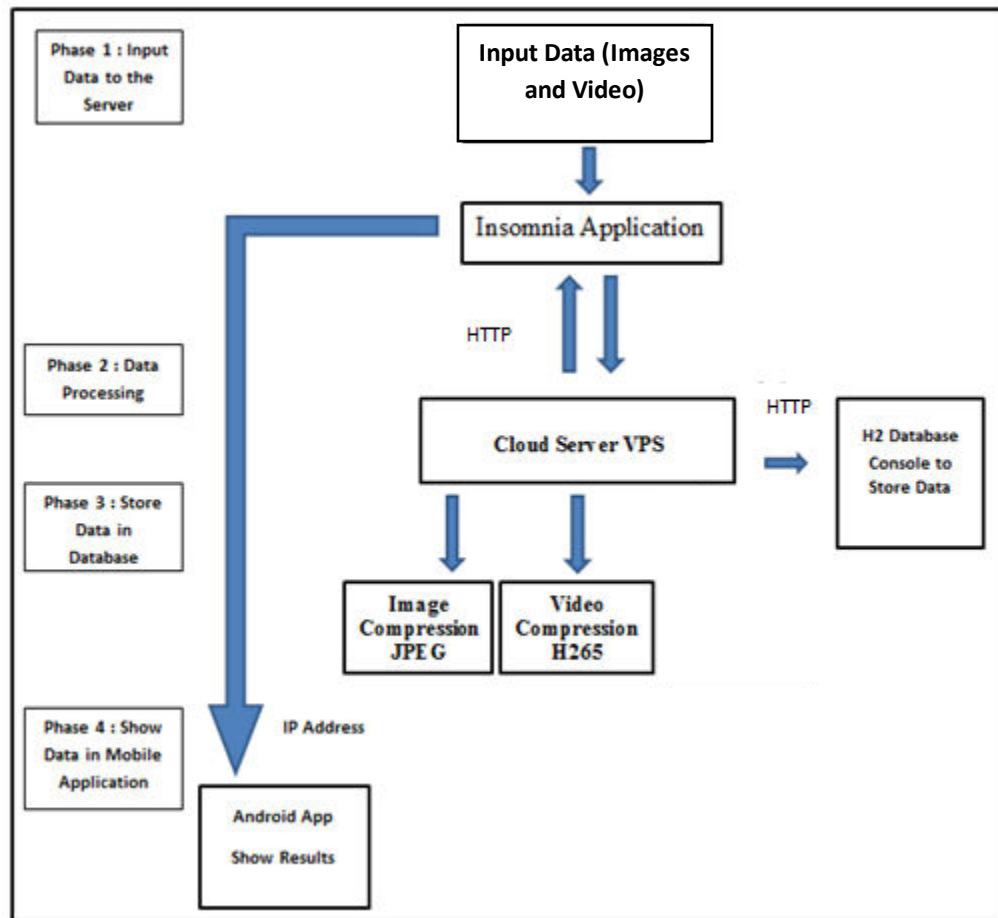 Phase 1 : Input
Data to the
Server
Input Data (Images
and Video)
Insomnia Application
HTTP
Phase 2 : Data
Processing
Cloud Server VPS
HTTP
H2 Database
Console to
Store Data
Phase 3 : Store
Data in
Database
Image
Compression
JPEG
Video
Compression
H265
Phase 4 : Show
Data in Mobile
Application
IP Address
Android App
Show Results